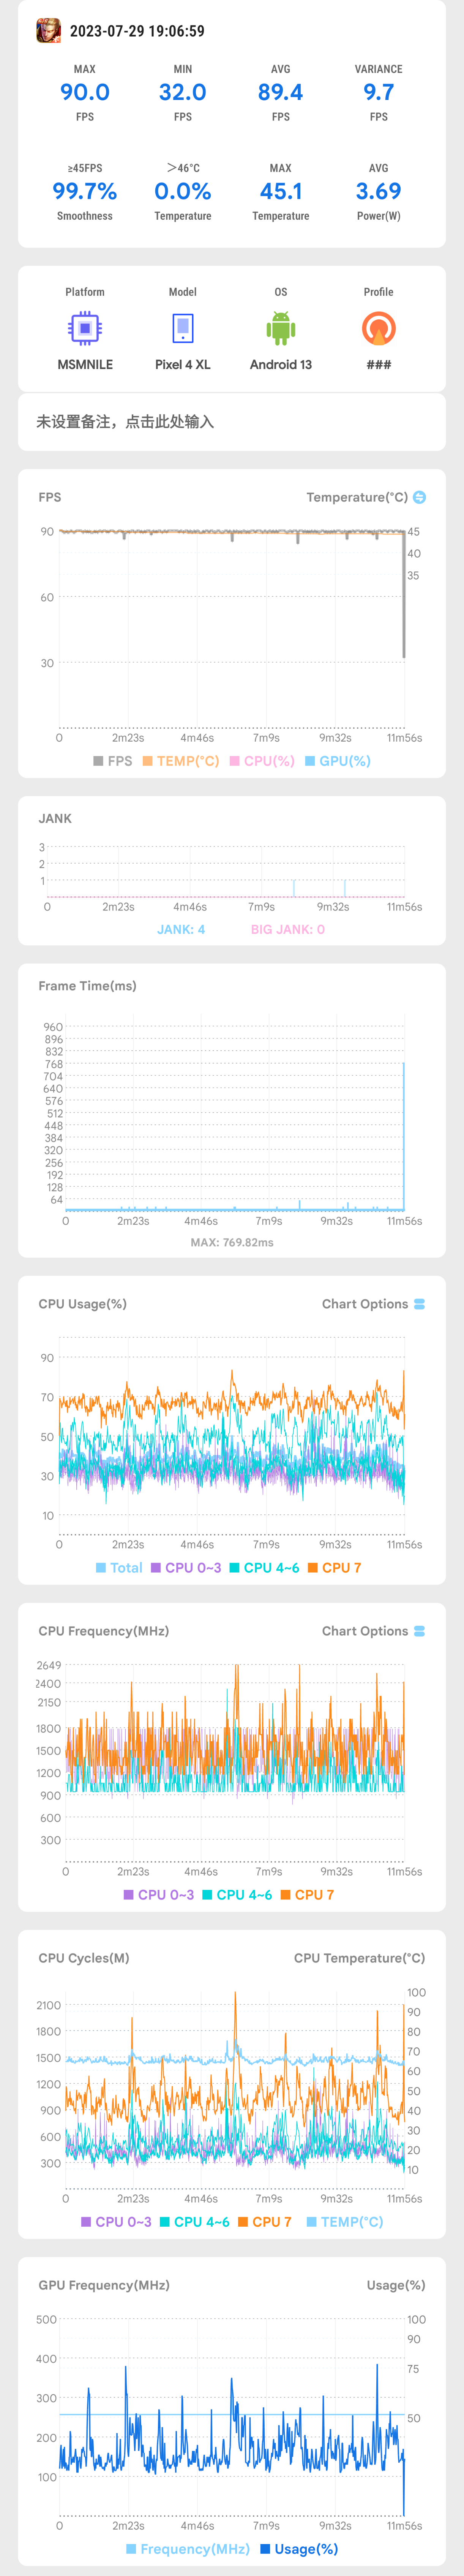 2023-07-29 19:06:59
MAX MIN AVG VARIANCE
90.0 32.0 89.4 9.7
FPS FPS FPS FPS
≥45FPS >46°C MAX AVG
99.7% 0.0% 45.1 3.69
Smoothness Temperature Temperature Power(W)
Platform Model OS Profile
MSMNILE Pixel 4 XL Android 13 ###
未设置备注，点击此处输入
FPS Temperature(°C)
90 45
40
35
60
30
0 2m23s 4m46s 7m9s 9m32s 11m56s
FPS TEMP(°C) CPU(%) GPU(%)
JANK
3
2
1
0 2m23s 4m46s 7m9s 9m32s 11m56s
JANK: 4 BIG JANK: 0
Frame Time(ms)
960
896
832
768
704
640
576
512
448
384
320
256
192
128
64
0 2m23s 4m46s 7m9s 9m32s 11m56s
MAX: 769.82ms
CPU Usage(%) Chart Options
90
70
50
30
10
0 2m23s 4m46s 7m9s 9m32s 11m56s
Total CPU 0~3 CPU 4~6 CPU 7
CPU Frequency(MHz) Chart Options
2649
2400
2150
1800
1500
1200
900
600
300
0 2m23s 4m46s 7m9s 9m32s 11m56s
CPU 0~3 CPU 4~6 CPU 7
CPU Cycles(M) CPU Temperature(°C)
100
2100 90
1800 80
1500 70
60
1200 50
900 40
600 30
20
300 10
0 2m23s 4m46s 7m9s 9m32s 11m56s
CPU 0~3 CPU 4~6 CPU 7 TEMP(°C)
GPU Frequency(MHz) Usage(%)
500 100
90
400 75
300
50
200
100
0 2m23s 4m46s 7m9s 9m32s 11m56s
Frequency(MHz) Usage(%)